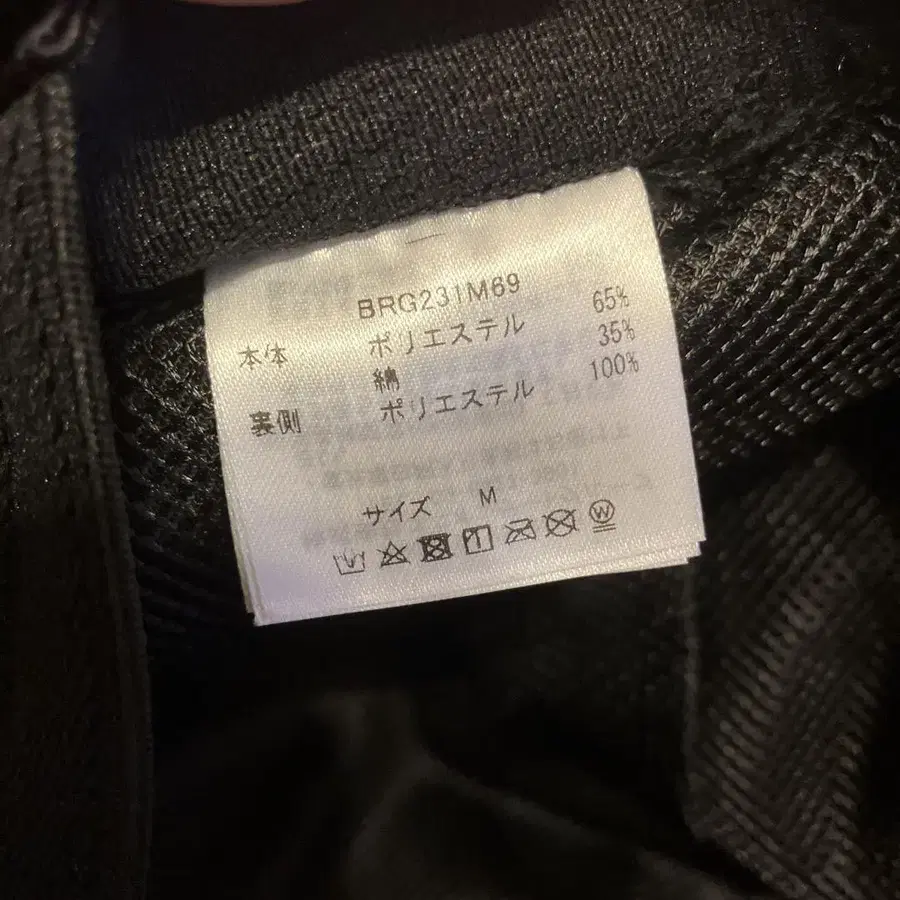 BRG231M69
本体 ポリエステル 65%
綿 35%
裏側 ポリエステル 100%
サイズ M
W